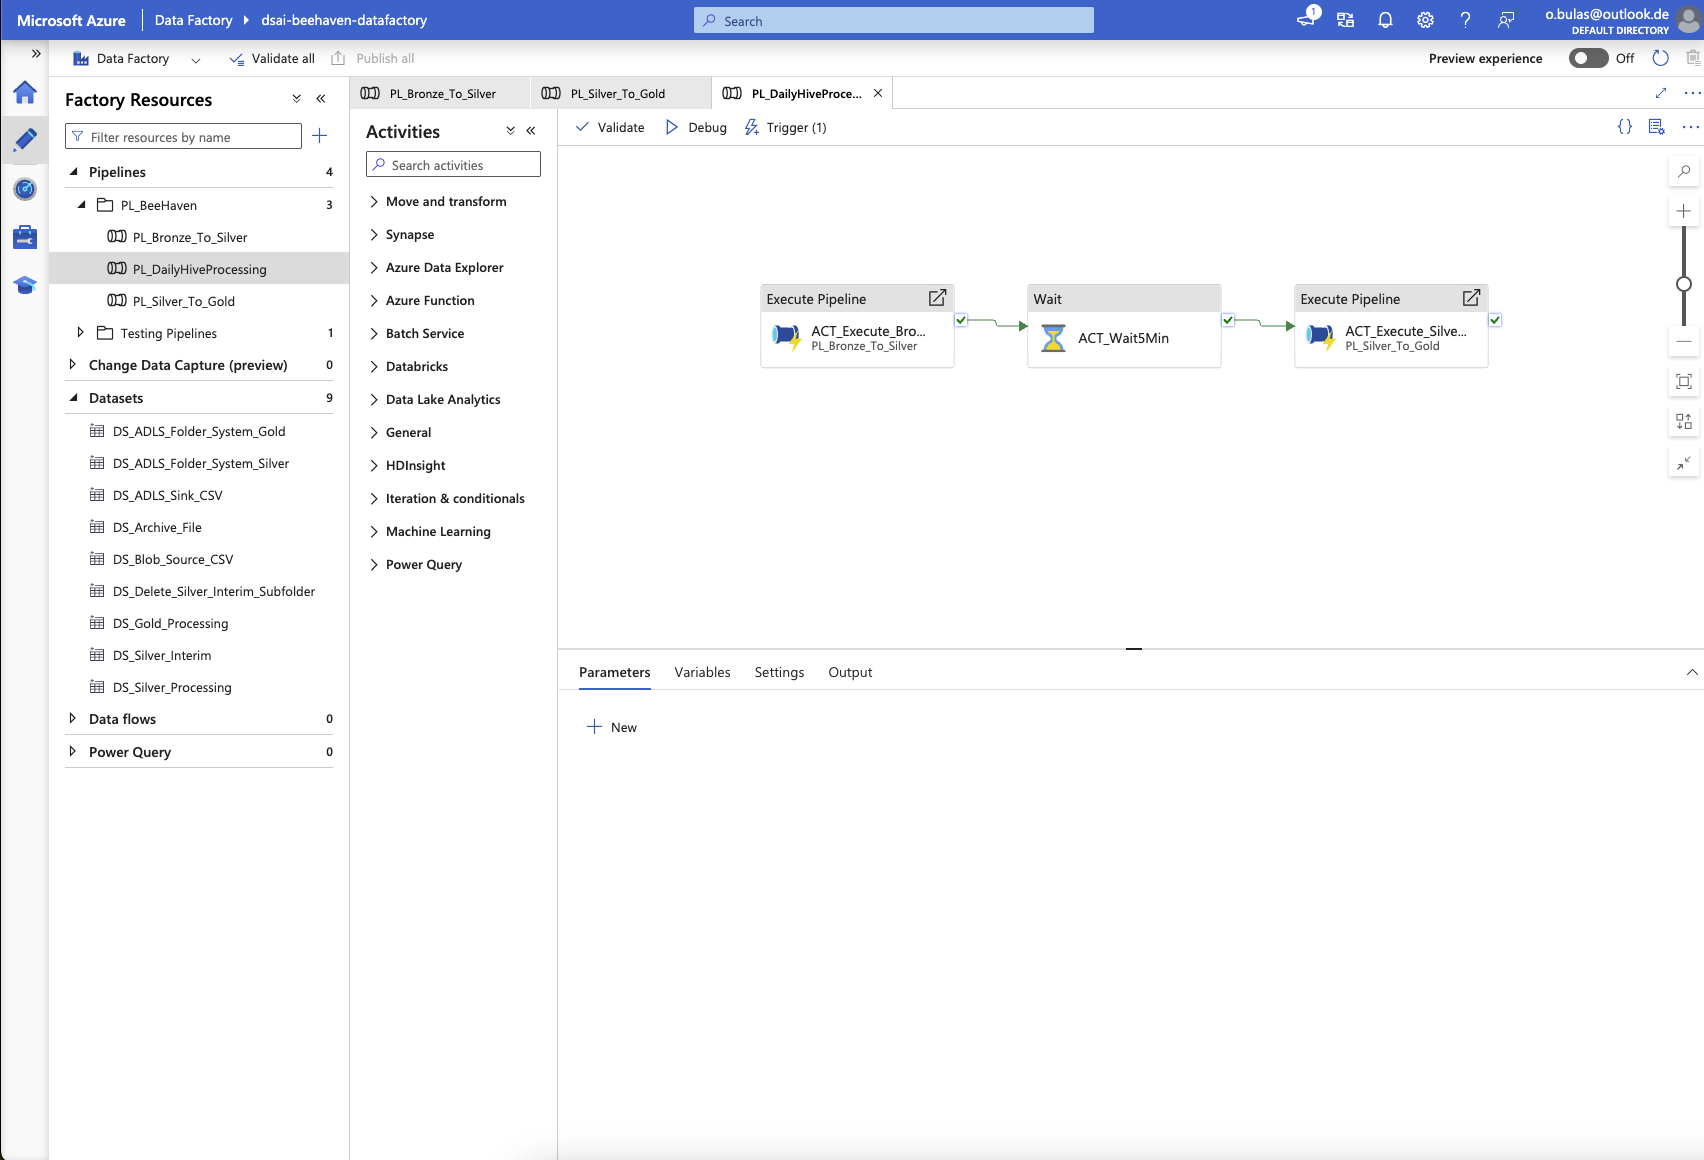 Microsoft Azure
Data Factory
dsai-beehaven-datafactory
Search
1
o.bulas@outlook.de
DEFAULT DIRECTORY
Data Factory
Validate all
Publish all
Preview experience
Off
Factory Resources
Filter resources by name
Pipelines 4
PL_BeeHaven 3
PL_Bronze_To_Silver
PL_DailyHiveProcessing
PL_Silver_To_Gold
Testing Pipelines 1
Change Data Capture (preview) 0
Datasets 9
DS_ADLS_Folder_System_Gold
DS_ADLS_Folder_System_Silver
DS_ADLS_Sink_CSV
DS_Archive_File
DS_Blob_Source_CSV
DS_Delete_Silver_Interim_Subfolder
DS_Gold_Processing
DS_Silver_Interim
DS_Silver_Processing
Data flows 0
Power Query 0
PL_Bronze_To_Silver
PL_Silver_To_Gold
PL_DailyHiveProce...
Activities
Search activities
Move and transform
Synapse
Azure Data Explorer
Azure Function
Batch Service
Databricks
Data Lake Analytics
General
HDInsight
Iteration & conditionals
Machine Learning
Power Query
Validate
Debug
Trigger (1)
Execute Pipeline
ACT_Execute_Bro...
PL_Bronze_To_Silver
Wait
ACT_Wait5Min
Execute Pipeline
ACT_Execute_Silve...
PL_Silver_To_Gold
Parameters
Variables
Settings
Output
New